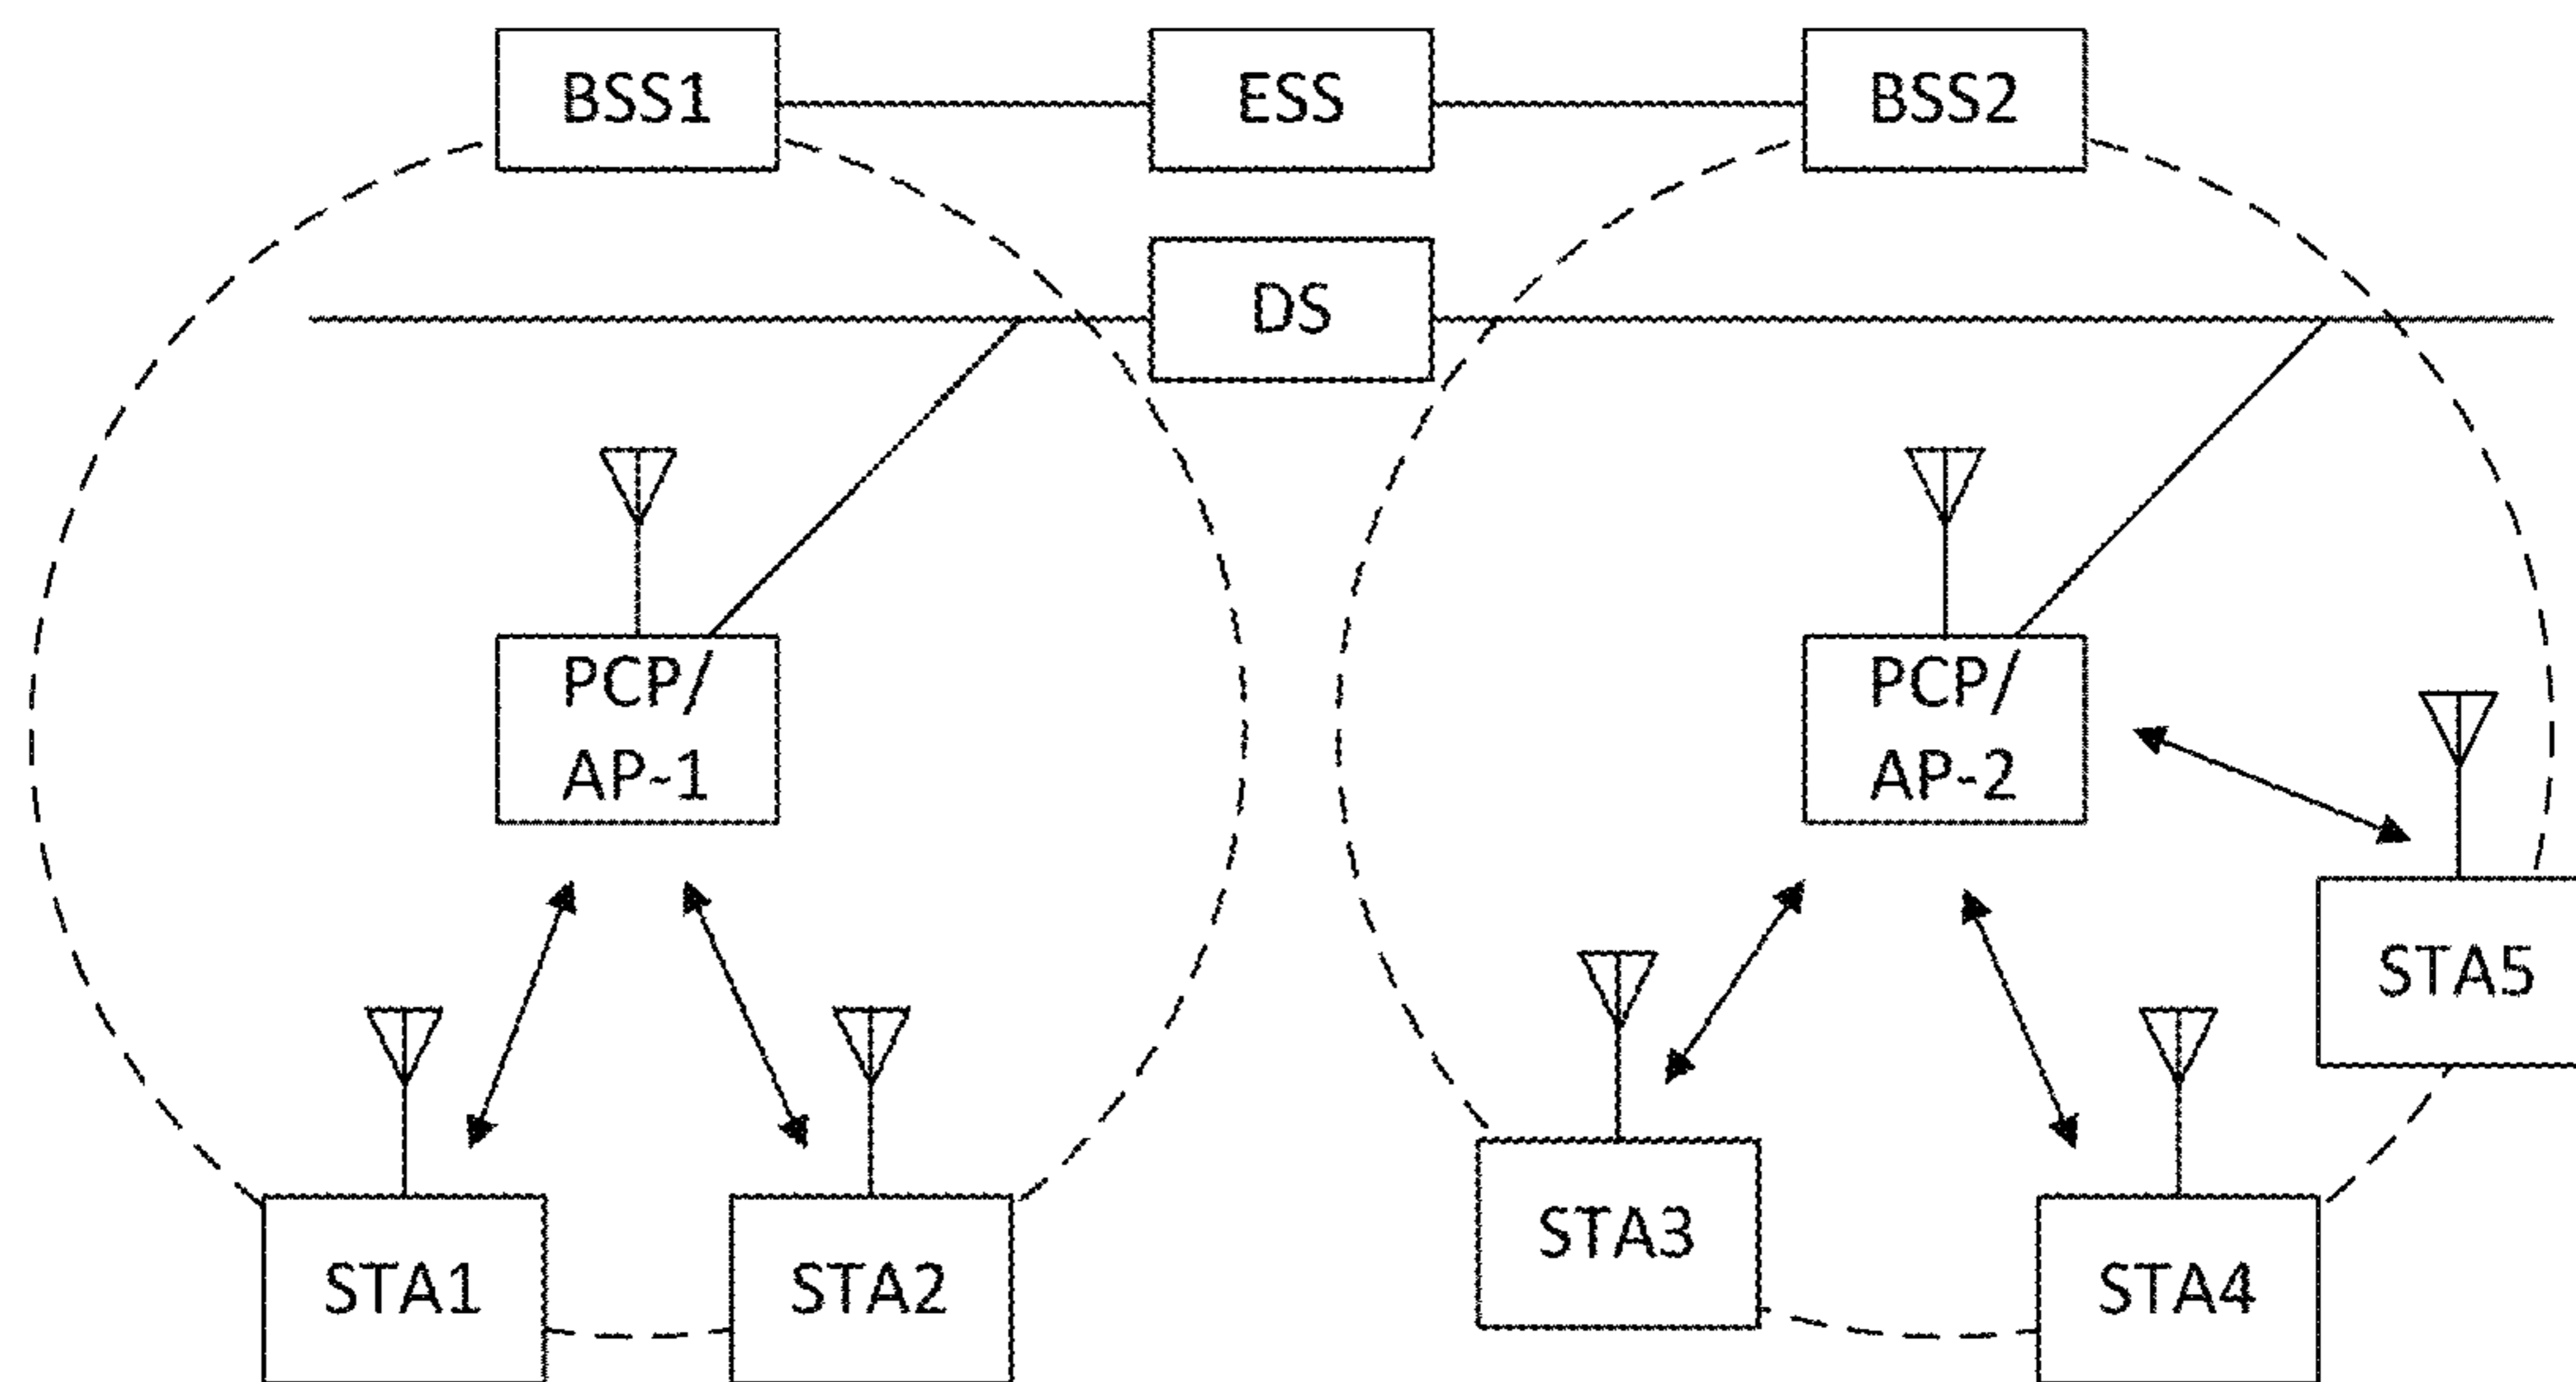 BSS1
ESS
BSS2
DS
PCP/
AP-1
PCP/
AP-2
STA5
STA3
STA1
STA2
STA4